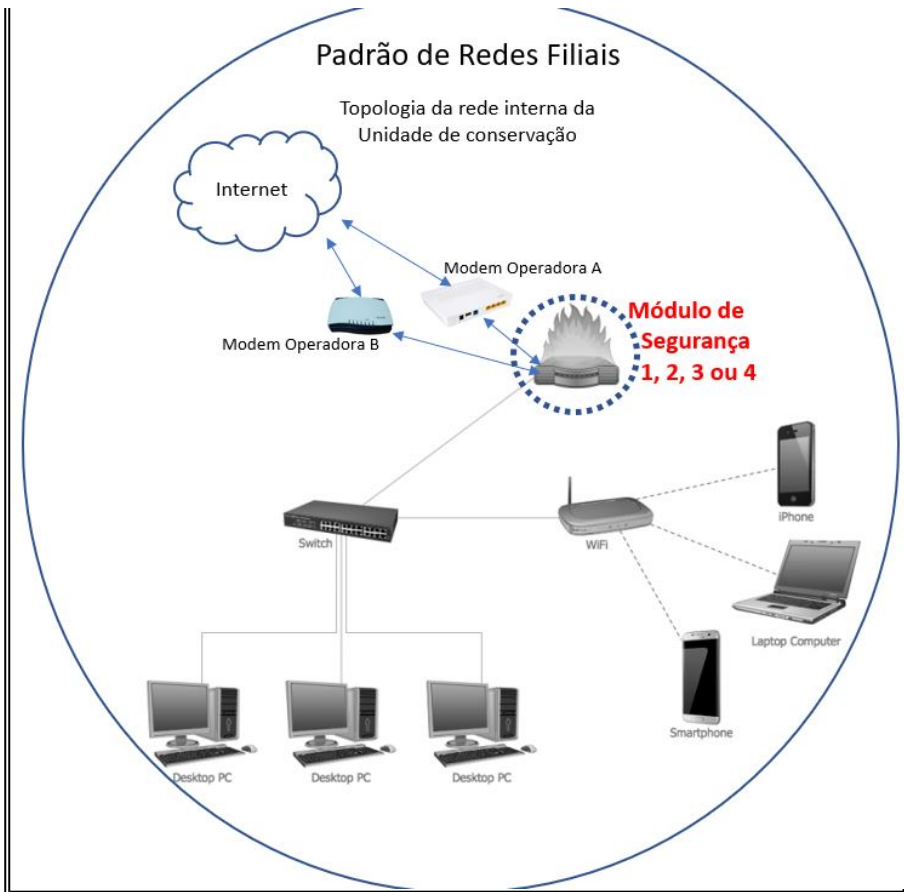 Padrão de Redes Filiais
Topologia da rede interna da
Unidade de conservação
Internet
Modem Operadora A
Modem Operadora B
Módulo de
Segurança
1, 2, 3 ou 4
iPhone
Switch
WiFi
Laptop Computer
Smartphone
Desktop PC
Desktop PC
Desktop PC